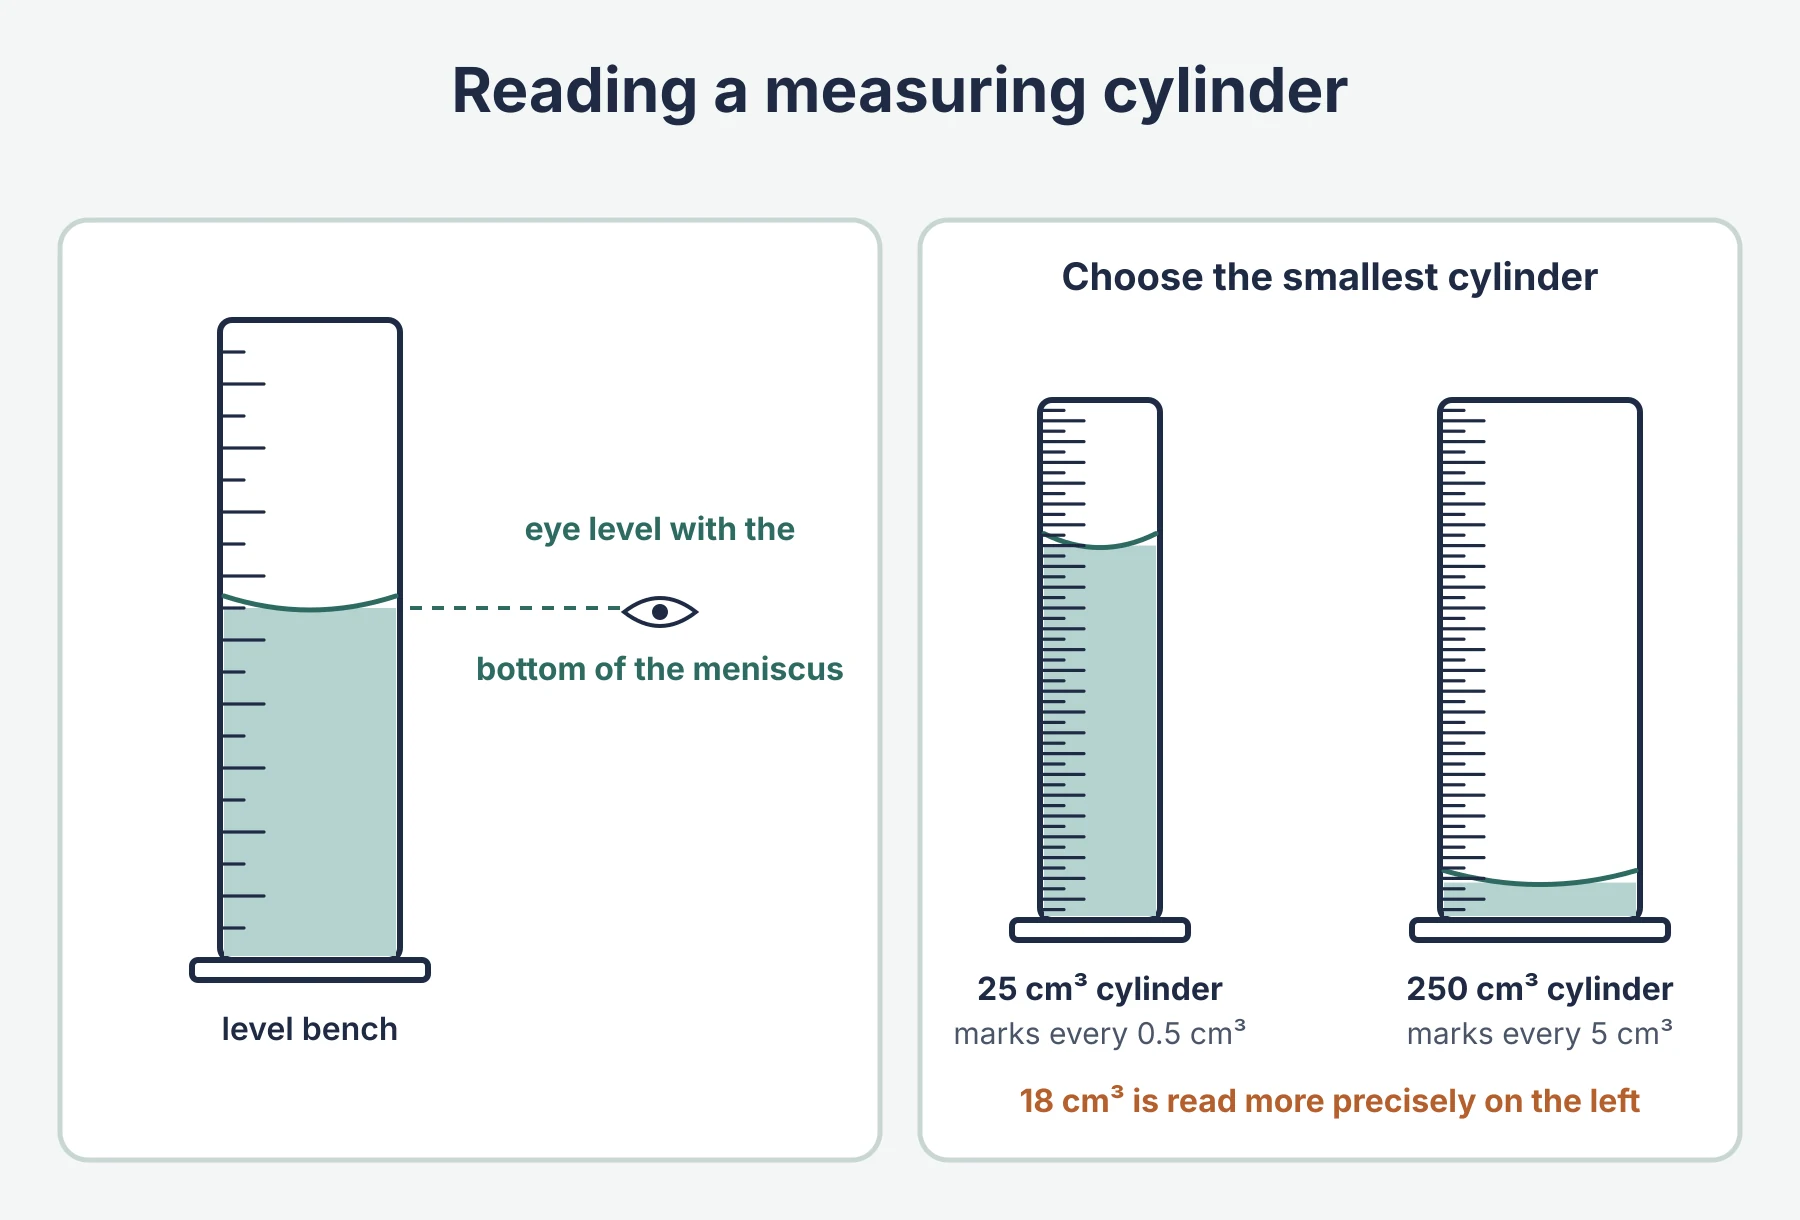 Reading a measuring cylinder
eye level with the
bottom of the meniscus
level bench
Choose the smallest cylinder
25 cm³ cylinder
marks every 0.5 cm³
250 cm³ cylinder
marks every 5 cm³
18 cm³ is read more precisely on the left